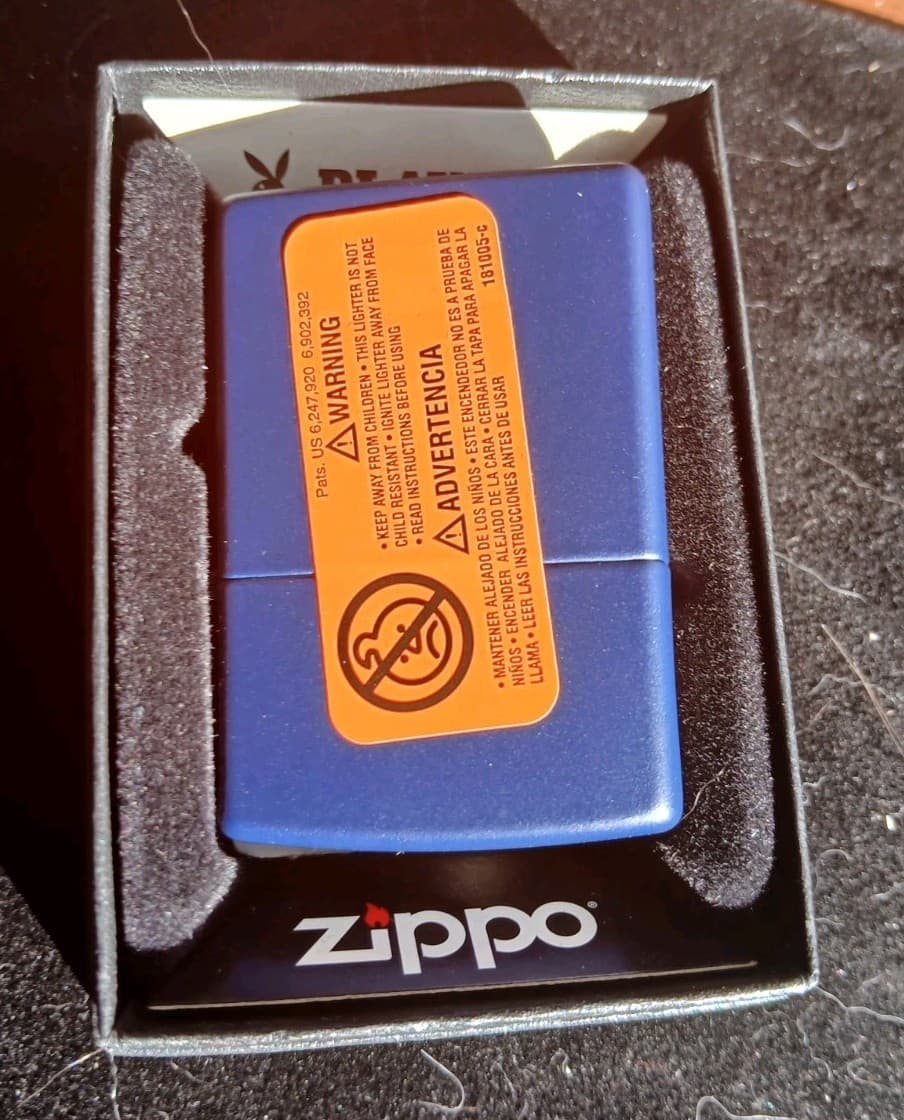 Pats. US 6,247,920 6,902,392
⚠WARNING
• KEEP AWAY FROM CHILDREN • THIS LIGHTER IS NOT
CHILD RESISTANT • IGNITE LIGHTER AWAY FROM FACE
• READ INSTRUCTIONS BEFORE USING
⚠ADVERTENCIA
• MANTENER ALEJADO DE LOS NIÑOS • ESTE ENCENDEDOR NO ES A PRUEBA DE
NIÑOS • ENCENDER ALEJADO DE LA CARA • CERRAR LA TAPA PARA APAGAR LA
LLAMA • LEER LAS INSTRUCCIONES ANTES DE USAR
181005-C
zippo®